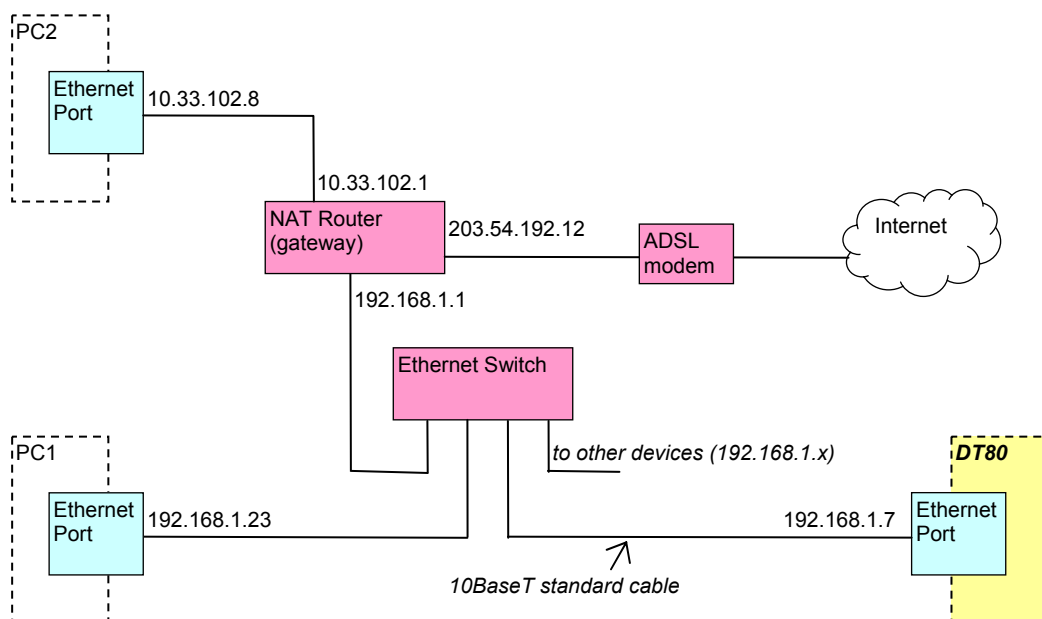 PC2
Ethernet
Port
10.33.102.8
10.33.102.1
NAT Router
(gateway)
203.54.192.12
ADSL
modem
Internet
192.168.1.1
Ethernet Switch
to other devices (192.168.1.x)
PC1
Ethernet
Port
192.168.1.23
192.168.1.7
DT80
Ethernet
Port
10BaseT standard cable